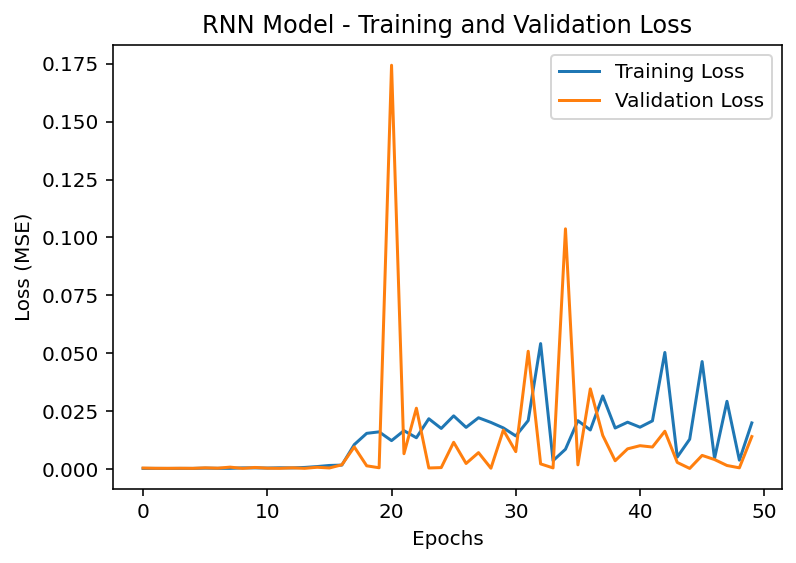 RNN Model - Training and Validation Loss
Training Loss
Validation Loss
Loss (MSE)
0.175
0.150
0.125
0.100
0.075
0.050
0.025
0.000
0 10 20 30 40 50
Epochs